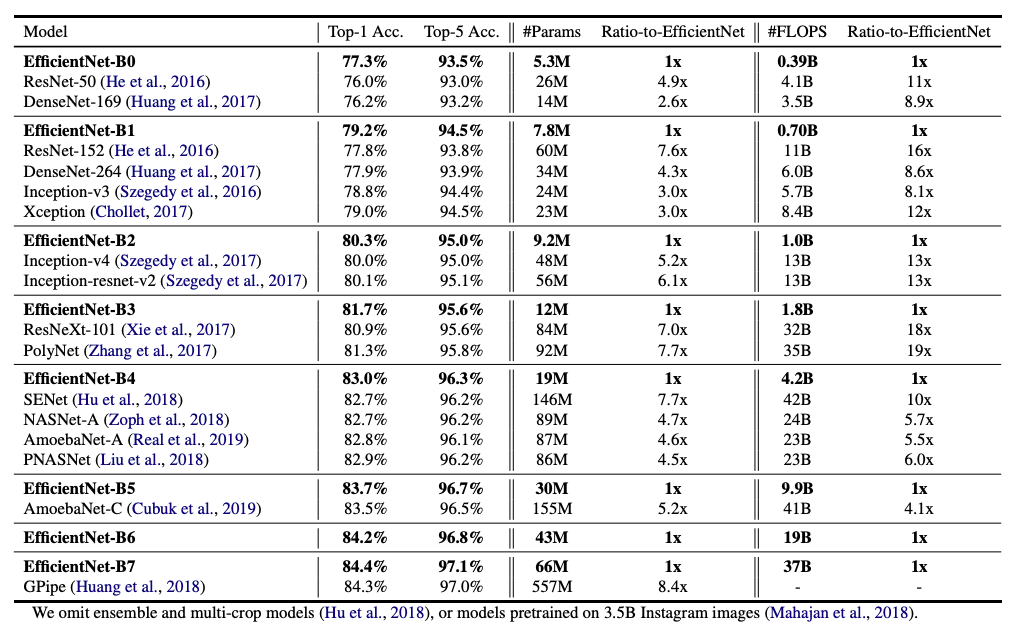 Model Top-1 Acc. Top-5 Acc. #Params Ratio-to-EfficientNet #FLOPS Ratio-to-EfficientNet
EfficientNet-B0 77.3% 93.5% 5.3M 1x 0.39B 1x
ResNet-50 (He et al., 2016) 76.0% 93.0% 26M 4.9x 4.1B 11x
DenseNet-169 (Huang et al., 2017) 76.2% 93.2% 14M 2.6x 3.5B 8.9x
EfficientNet-B1 79.2% 94.5% 7.8M 1x 0.70B 1x
ResNet-152 (He et al., 2016) 77.8% 93.8% 60M 7.6x 11B 16x
DenseNet-264 (Huang et al., 2017) 77.9% 93.9% 34M 4.3x 6.0B 8.6x
Inception-v3 (Szegedy et al., 2016) 78.8% 94.4% 24M 3.0x 5.7B 8.1x
Xception (Chollet, 2017) 79.0% 94.5% 23M 3.0x 8.4B 12x
EfficientNet-B2 80.3% 95.0% 9.2M 1x 1.0B 1x
Inception-v4 (Szegedy et al., 2017) 80.0% 95.0% 48M 5.2x 13B 13x
Inception-resnet-v2 (Szegedy et al., 2017) 80.1% 95.1% 56M 6.1x 13B 13x
EfficientNet-B3 81.7% 95.6% 12M 1x 1.8B 1x
ResNeXt-101 (Xie et al., 2017) 80.9% 95.6% 84M 7.0x 32B 18x
PolyNet (Zhang et al., 2017) 81.3% 95.8% 92M 7.7x 35B 19x
EfficientNet-B4 83.0% 96.3% 19M 1x 4.2B 1x
SENet (Hu et al., 2018) 82.7% 96.2% 146M 7.7x 42B 10x
NASNet-A (Zoph et al., 2018) 82.7% 96.2% 89M 4.7x 24B 5.7x
AmoebaNet-A (Real et al., 2019) 82.8% 96.1% 87M 4.6x 23B 5.5x
PNASNet (Liu et al., 2018) 82.9% 96.2% 86M 4.5x 23B 6.0x
EfficientNet-B5 83.7% 96.7% 30M 1x 9.9B 1x
AmoebaNet-C (Cubuk et al., 2019) 83.5% 96.5% 155M 5.2x 41B 4.1x
EfficientNet-B6 84.2% 96.8% 43M 1x 19B 1x
EfficientNet-B7 84.4% 97.1% 66M 1x 37B 1x
GPipe (Huang et al., 2018) 84.3% 97.0% 557M 8.4x - -
We omit ensemble and multi-crop models (Hu et al., 2018), or models pretrained on 3.5B Instagram images (Mahajan et al., 2018).